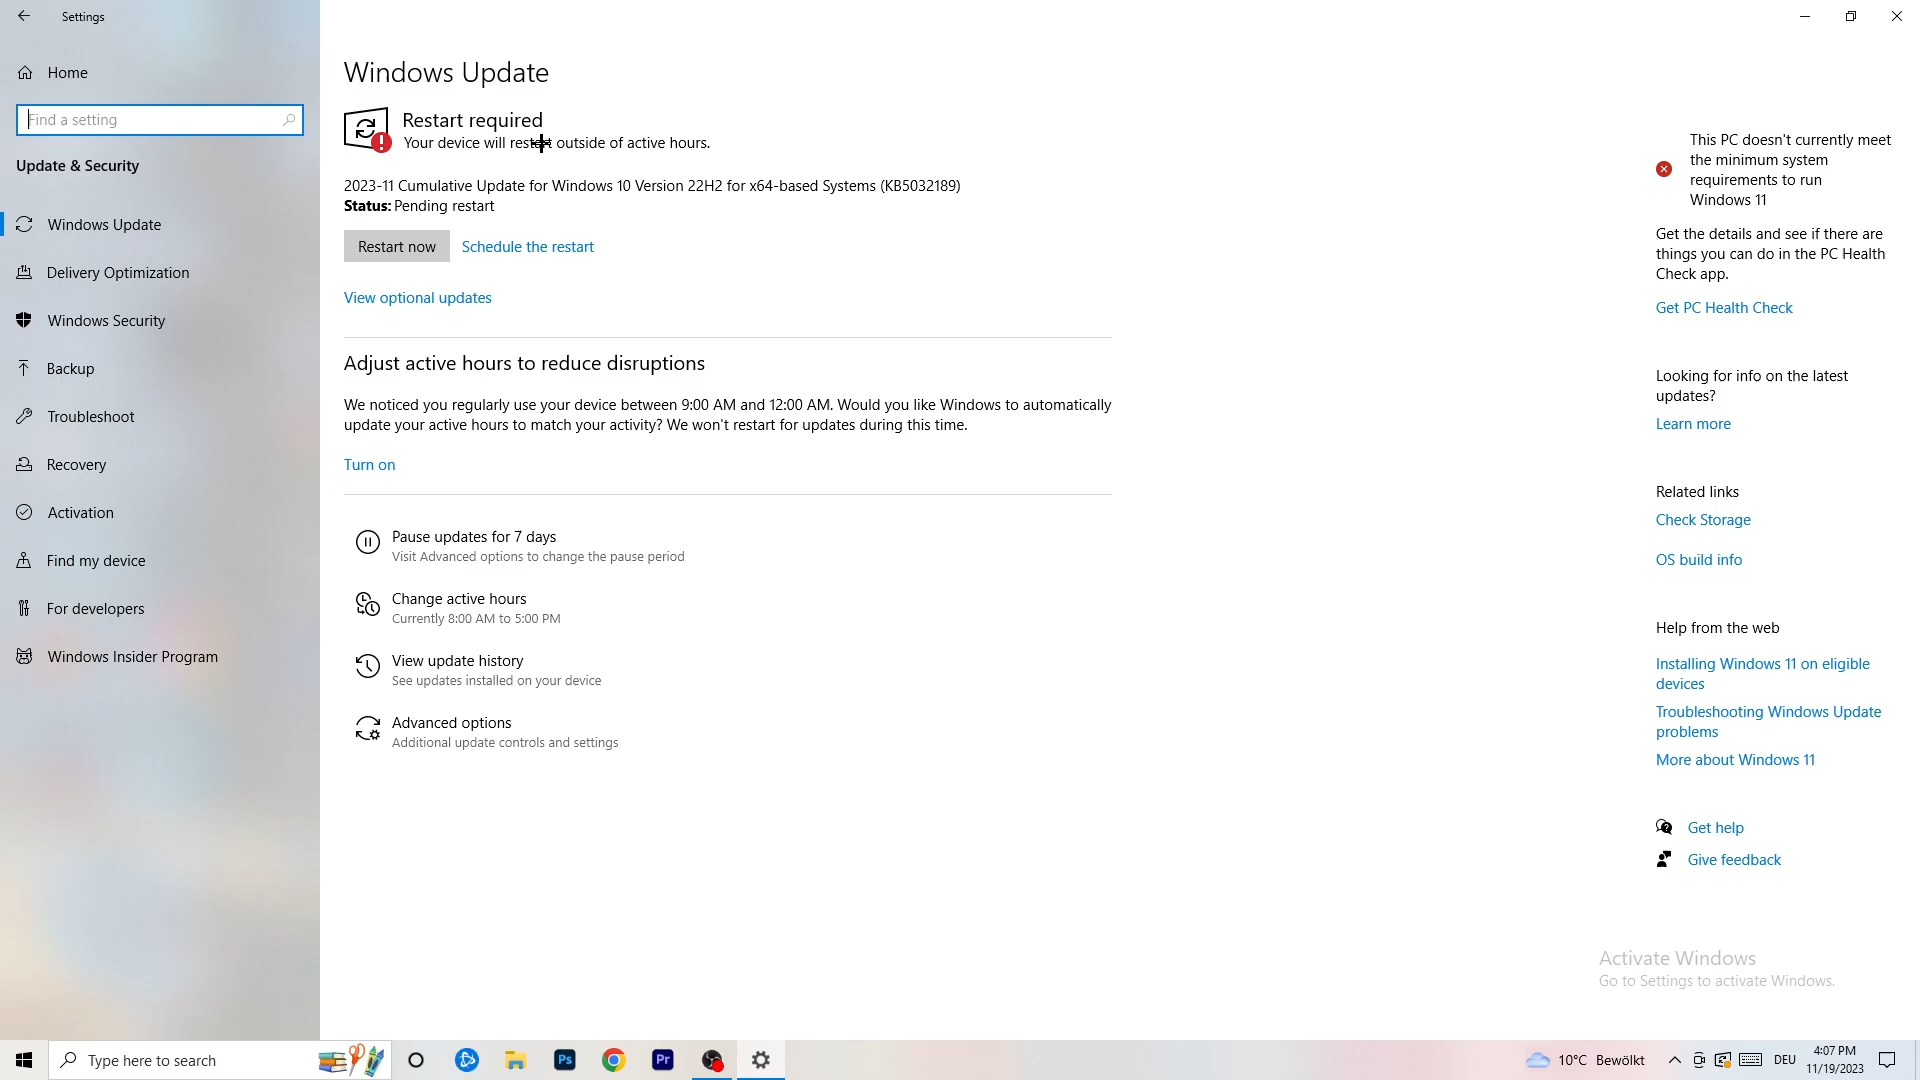 Settings
Home
Find a setting
Update & Security
Windows Update
Delivery Optimization
Windows Security
Backup
Troubleshoot
Recovery
Activation
Find my device
For developers
Windows Insider Program
Windows Update
Restart required
Your device will restart outside of active hours.
2023-11 Cumulative Update for Windows 10 Version 22H2 for x64-based Systems (KB5032189)
Status: Pending restart
Restart now
Schedule the restart
View optional updates
Adjust active hours to reduce disruptions
We noticed you regularly use your device between 9:00 AM and 12:00 AM. Would you like Windows to automatically
update your active hours to match your activity? We won't restart for updates during this time.
Turn on
Pause updates for 7 days
Visit Advanced options to change the pause period
Change active hours
Currently 8:00 AM to 5:00 PM
View update history
See updates installed on your device
Advanced options
Additional update controls and settings
This PC doesn't currently meet
the minimum system
requirements to run
Windows 11
Get the details and see if there are
things you can do in the PC Health
Check app.
Get PC Health Check
Looking for info on the latest
updates?
Learn more
Related links
Check Storage
OS build info
Help from the web
Installing Windows 11 on eligible
devices
Troubleshooting Windows Update
problems
More about Windows 11
Get help
Give feedback
Activate Windows
Go to Settings to activate Windows.
Type here to search
Ps
Pr
10°C Bewölkt
DEU
4:07 PM
11/19/2023